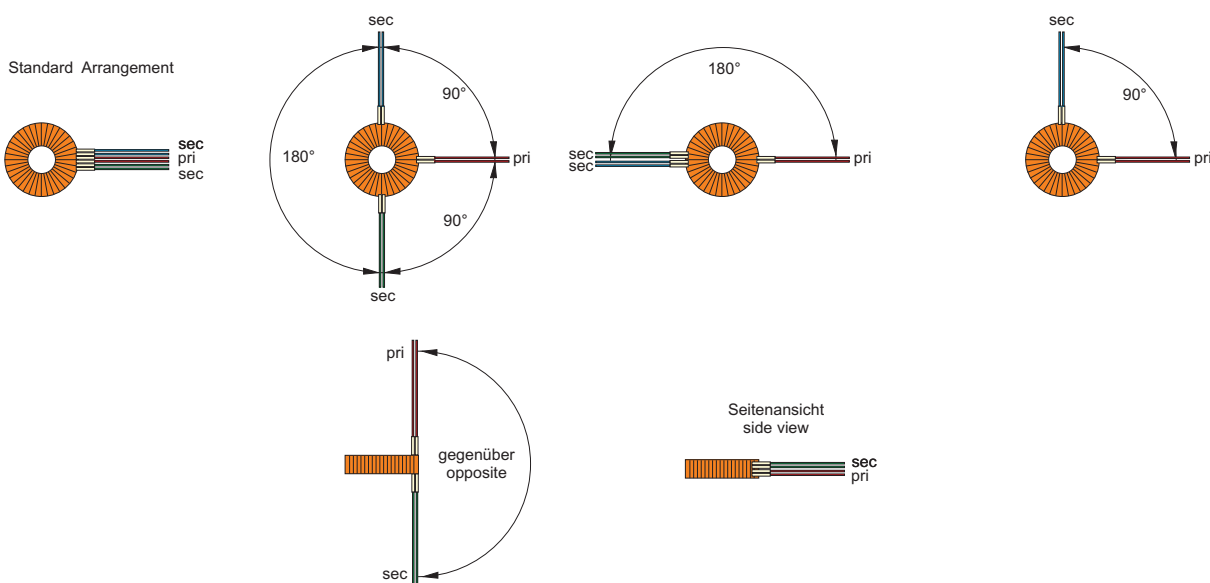 Standard Arrangement
sec
pri
sec
sec
90°
180°
pri
90°
sec
180°
sec
sec
pri
sec
90°
pri
pri
gegenüber
opposite
sec
Seitenansicht
side view
sec
pri